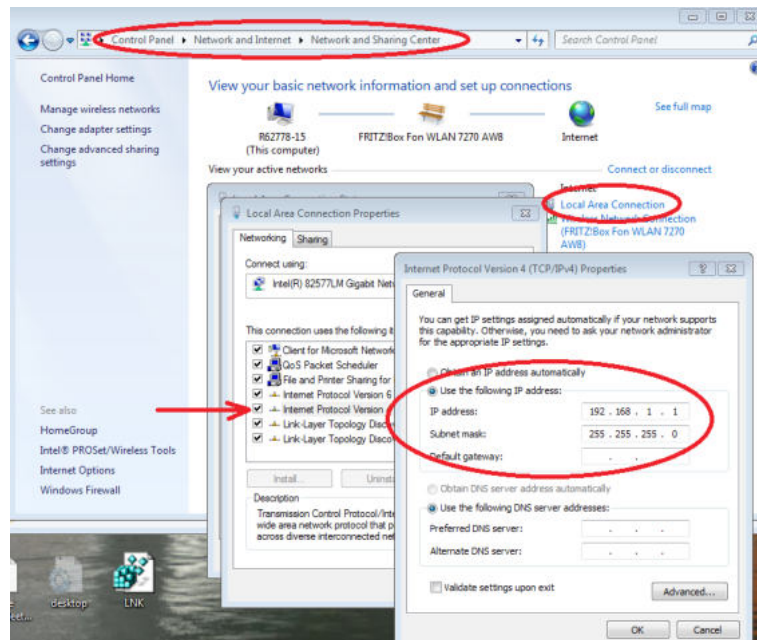 Control Panel ▸ Network and Internet ▸ Network and Sharing Center
Search Control Panel
Control Panel Home
Manage wireless networks
Change adapter settings
Change advanced sharing
settings
See also
HomeGroup
Intel® PROSet/Wireless Tools
Internet Options
Windows Firewall
View your basic network information and set up connections
See full map
R62778-15
(This computer)
FRITZ!Box Fon WLAN 7270 AW8
Internet
View your active networks
Connect or disconnect
Internet
Local Area Connection
Wireless Network Connection
(FRITZ!Box Fon WLAN 7270
AW8)
Local Area Connection Properties
Networking
Sharing
Connect using:
Intel(R) 82577LM Gigabit
This connection uses the following
Client for Microsoft
QoS Packet Scheduler
File and Printer Sharing for
Internet Protocol Version 6
Internet Protocol Version
Link-Layer Topology
Link-Layer Topology
Install...
Description
Transmission Control
wide area network protocol that
across diverse interconnected
Internet Protocol Version 4 (TCP/IPv4) Properties
General
You can get IP settings assigned automatically if your network supports
this capability. Otherwise, you need to ask your network administrator
for the appropriate IP settings.
Obtain an IP address automatically
Use the following IP address:
IP address: 192 . 168 . 1 . 1
Subnet mask: 255 . 255 . 255 . 0
Default gateway: . . .
Obtain DNS server address automatically
Use the following DNS server addresses:
Preferred DNS server: . . .
Alternate DNS server: . . .
Validate settings upon exit
Advanced...
OK
Cancel
desktop
LNK